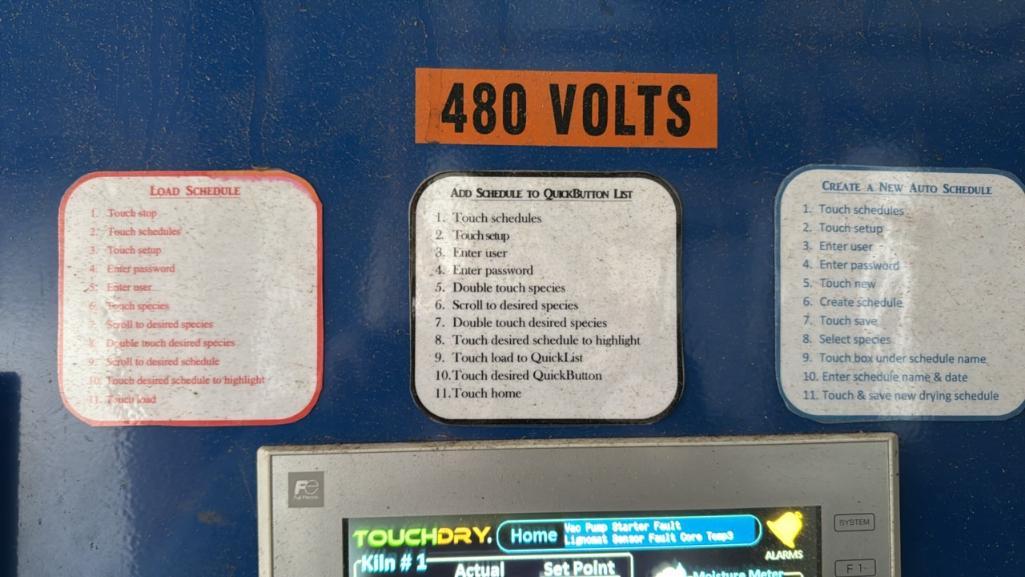 480 VOLTS
LOAD SCHEDULE
1. Touch stop
2. Touch schedules
3. Touch setup
4. Enter password
5. Enter user
6. Touch species
7. Scroll to desired species
8. Double touch desired species
9. Scroll to desired schedule
10. Touch desired schedule to highlight
11. Touch load
ADD SCHEDULE TO QUICKBUTTON LIST
1. Touch schedules
2. Touch setup
3. Enter user
4. Enter password
5. Double touch species
6. Scroll to desired species
7. Double touch desired species
8. Touch desired schedule to highlight
9. Touch load to QuickList
10. Touch desired QuickButton
11. Touch home
CREATE A NEW AUTO SCHEDULE
1. Touch schedules
2. Touch setup
3. Enter user
4. Enter password
5. Touch new
6. Create schedule
7. Touch save
8. Select species
9. Touch box under schedule name
10. Enter schedule name & date
11. Touch & save new drying schedule
Fe
Fuji Electric
TOUCHDRY. Home
Vac Pump Starter Fault
Lignomat Sensor Fault Core Temp3
ALARMS
SYSTEM
F 1
Kiln # 1
Actual Set Point
Moisture Meter